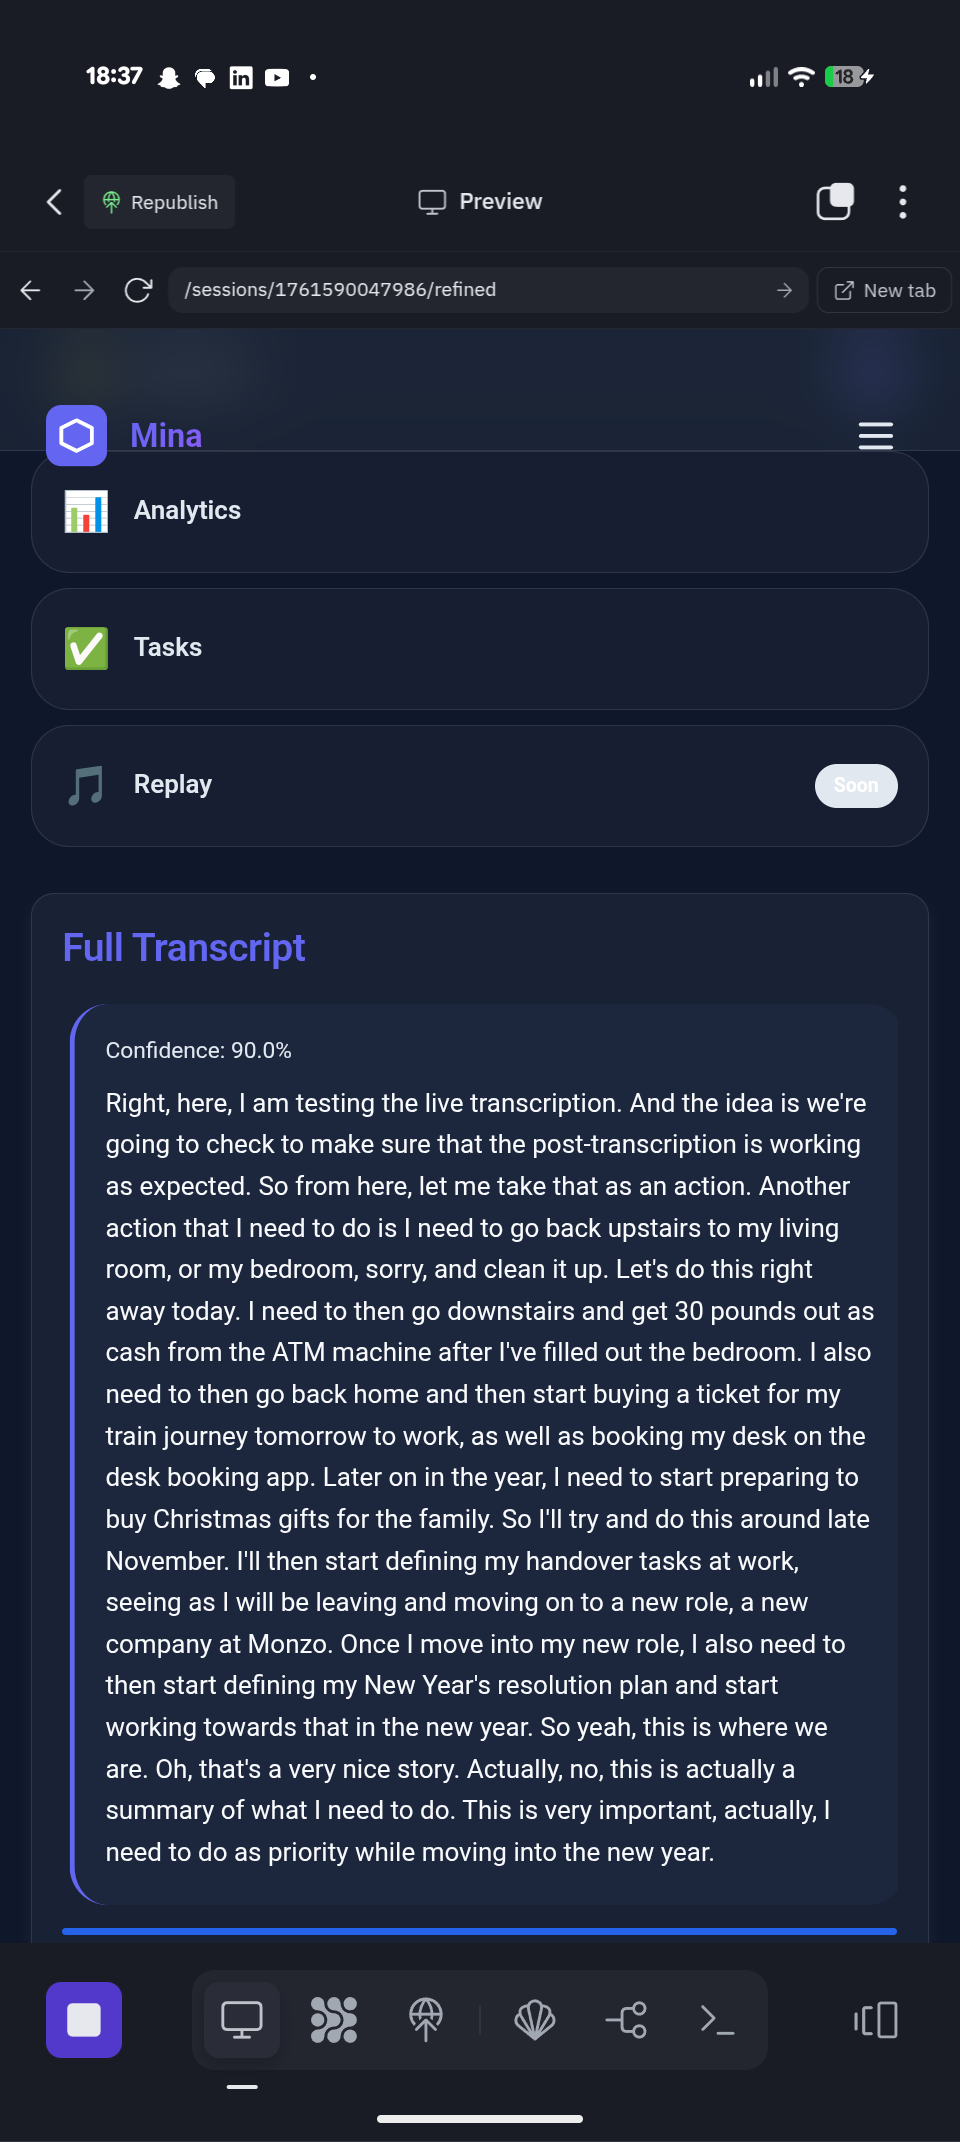 18:37
18
Republish
Preview
/sessions/1761590047986/refined
New tab
Mina
Analytics
Tasks
Replay
Soon
Full Transcript
Confidence: 90.0%
Right, here, I am testing the live transcription. And the idea is we're
going to check to make sure that the post-transcription is working
as expected. So from here, let me take that as an action. Another
action that I need to do is I need to go back upstairs to my living
room, or my bedroom, sorry, and clean it up. Let's do this right
away today. I need to then go downstairs and get 30 pounds out as
cash from the ATM machine after I've filled out the bedroom. I also
need to then go back home and then start buying a ticket for my
train journey tomorrow to work, as well as booking my desk on the
desk booking app. Later on in the year, I need to start preparing to
buy Christmas gifts for the family. So I'll try and do this around late
November. I'll then start defining my handover tasks at work,
seeing as I will be leaving and moving on to a new role, a new
company at Monzo. Once I move into my new role, I also need to
then start defining my New Year's resolution plan and start
working towards that in the new year. So yeah, this is where we
are. Oh, that's a very nice story. Actually, no, this is actually a
summary of what I need to do. This is very important, actually, I
need to do as priority while moving into the new year.